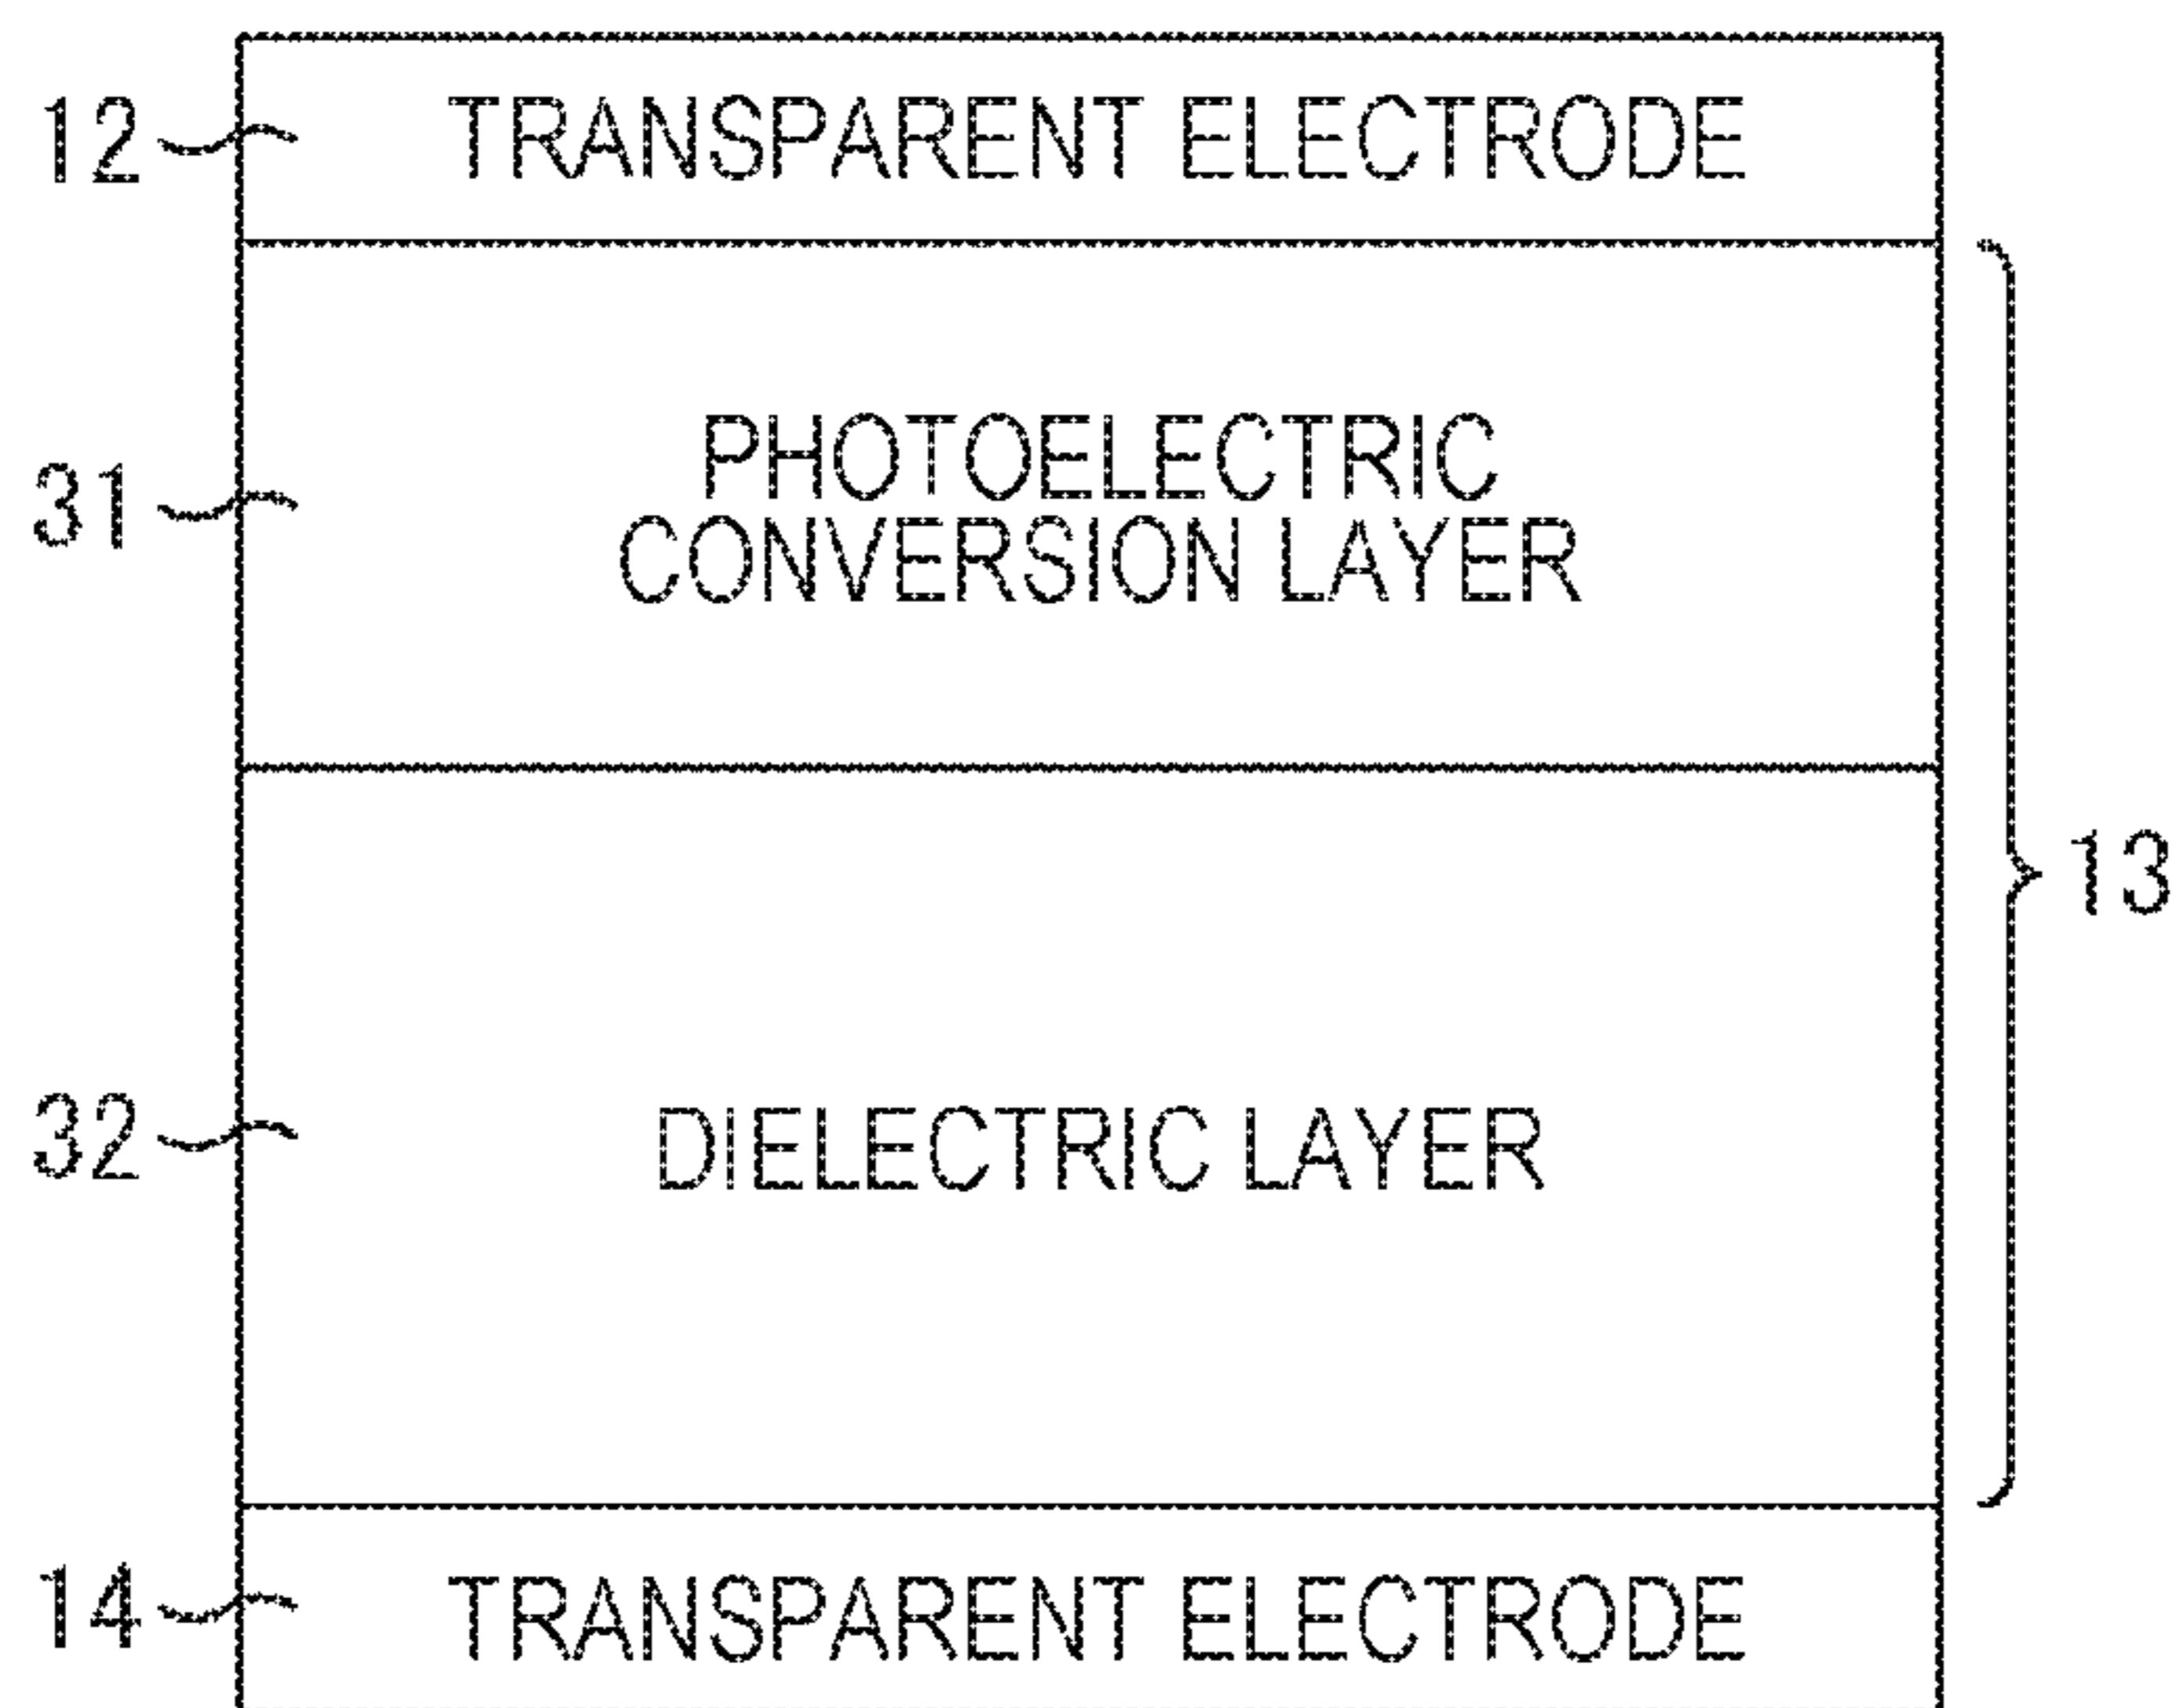 12 TRANSPARENT ELECTRODE
31 PHOTOELECTRIC
CONVERSION LAYER
13
32 DIELECTRIC LAYER
14 TRANSPARENT ELECTRODE